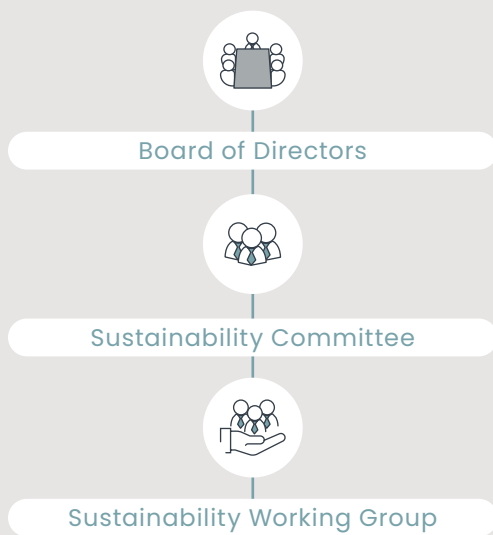 Board of Directors
Sustainability Committee
Sustainability Working Group